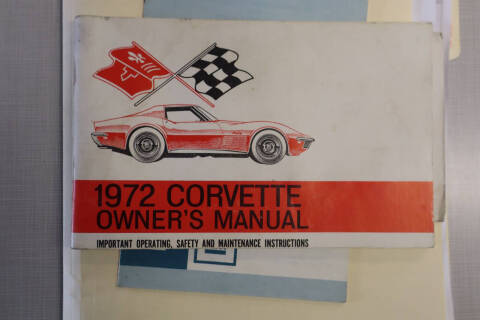 1972 CORVETTE
OWNER'S MANUAL
IMPORTANT OPERATING, SAFETY AND MAINTENANCE INSTRUCTIONS